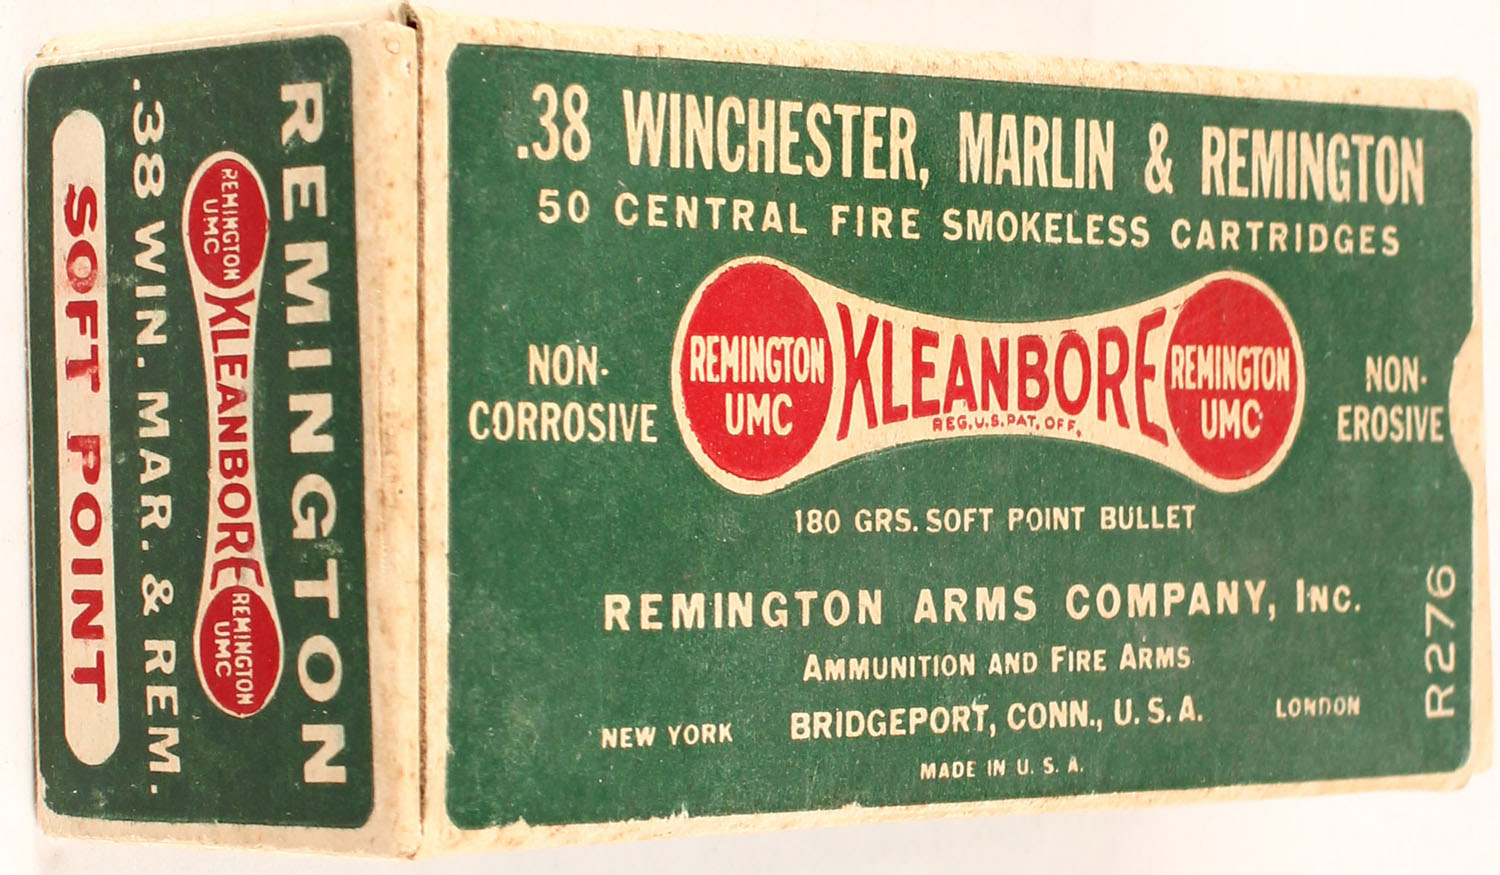 REMINGTON
REMINGTON
UMC
KLEANBORE
REMINGTON
UMC
.38 WIN. MAR. & REM.
SOFT POINT
.38 WINCHESTER, MARLIN & REMINGTON
50 CENTRAL FIRE SMOKELESS CARTRIDGES
NON-
CORROSIVE
REMINGTON
UMC
KLEANBORE
REG.U.S.PAT.OFF.
REMINGTON
UMC
NON-
EROSIVE
180 GRS. SOFT POINT BULLET
REMINGTON ARMS COMPANY, INC.
AMMUNITION AND FIRE ARMS
NEW YORK BRIDGEPORT, CONN., U.S.A. LONDON
MADE IN U.S.A.
R276